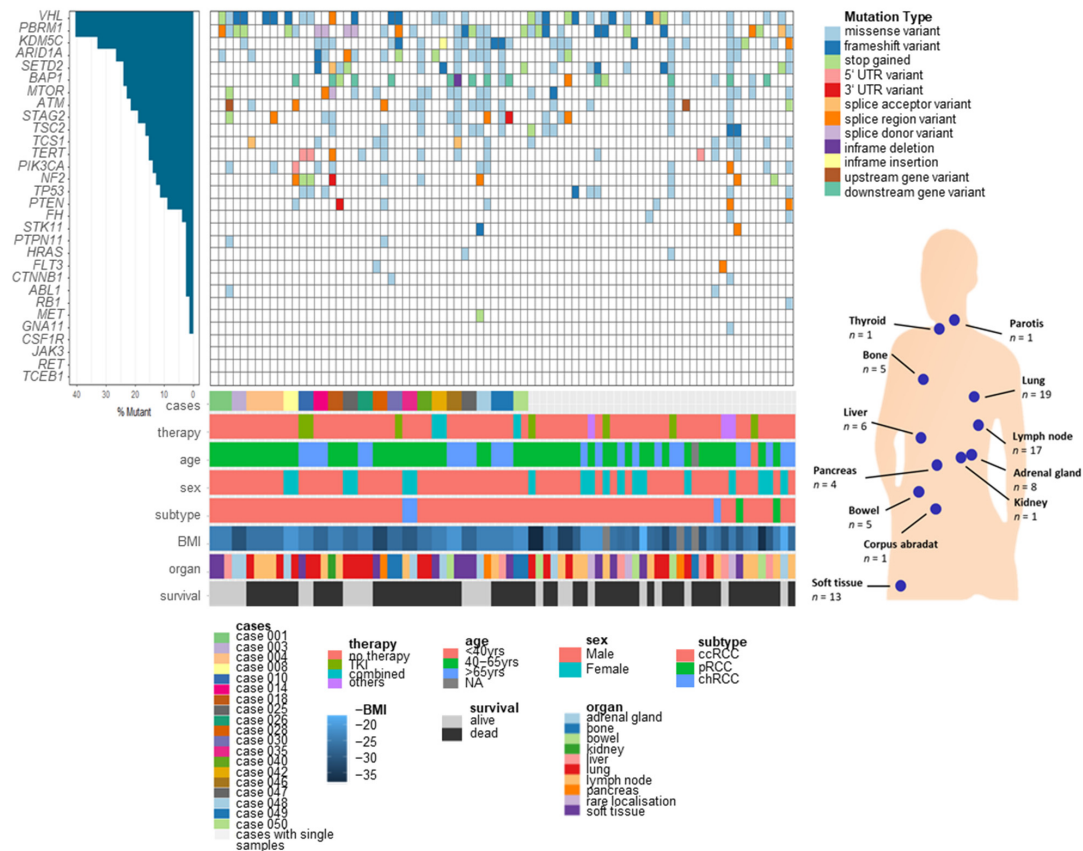 VHL
PBRM1
KDM5C
ARID1A
SETD2
BAP1
MTOR
ATM
STAG2
TSC2
TCS1
TERT
PIK3CA
NF2
TP53
PTEN
FH
STK11
PTPN11
HRAS
FLT3
CTNNB1
ABL1
RB1
MET
GNA11
CSF1R
JAK3
RET
TCEB1
40 30 20 10 0
% Mutant
cases
therapy
age
sex
subtype
BMI
organ
survival
Mutation Type
missense variant
frameshift variant
stop gained
5' UTR variant
3' UTR variant
splice acceptor variant
splice region variant
splice donor variant
inframe deletion
inframe insertion
upstream gene variant
downstream gene variant
Thyroid
n = 1
Parotis
n = 1
Bone
n = 5
Lung
n = 19
Liver
n = 6
Lymph node
n = 17
Adrenal gland
n = 8
Pancreas
n = 4
Kidney
n = 1
Bowel
n = 5
Corpus abradat
n = 1
Soft tissue
n = 13
cases
case 001
case 003
case 004
case 008
case 010
case 014
case 018
case 025
case 026
case 028
case 030
case 035
case 040
case 042
case 046
case 047
case 048
case 049
case 050
cases with single
samples
therapy
no therapy
TKI
combined
others
−BMI
−20
−25
−30
−35
age
<40yrs
40−65yrs
>65yrs
NA
survival
alive
dead
sex
Male
Female
organ
adrenal gland
bone
bowel
kidney
liver
lung
lymph node
pancreas
rare localisation
soft tissue
subtype
ccRCC
pRCC
chRCC